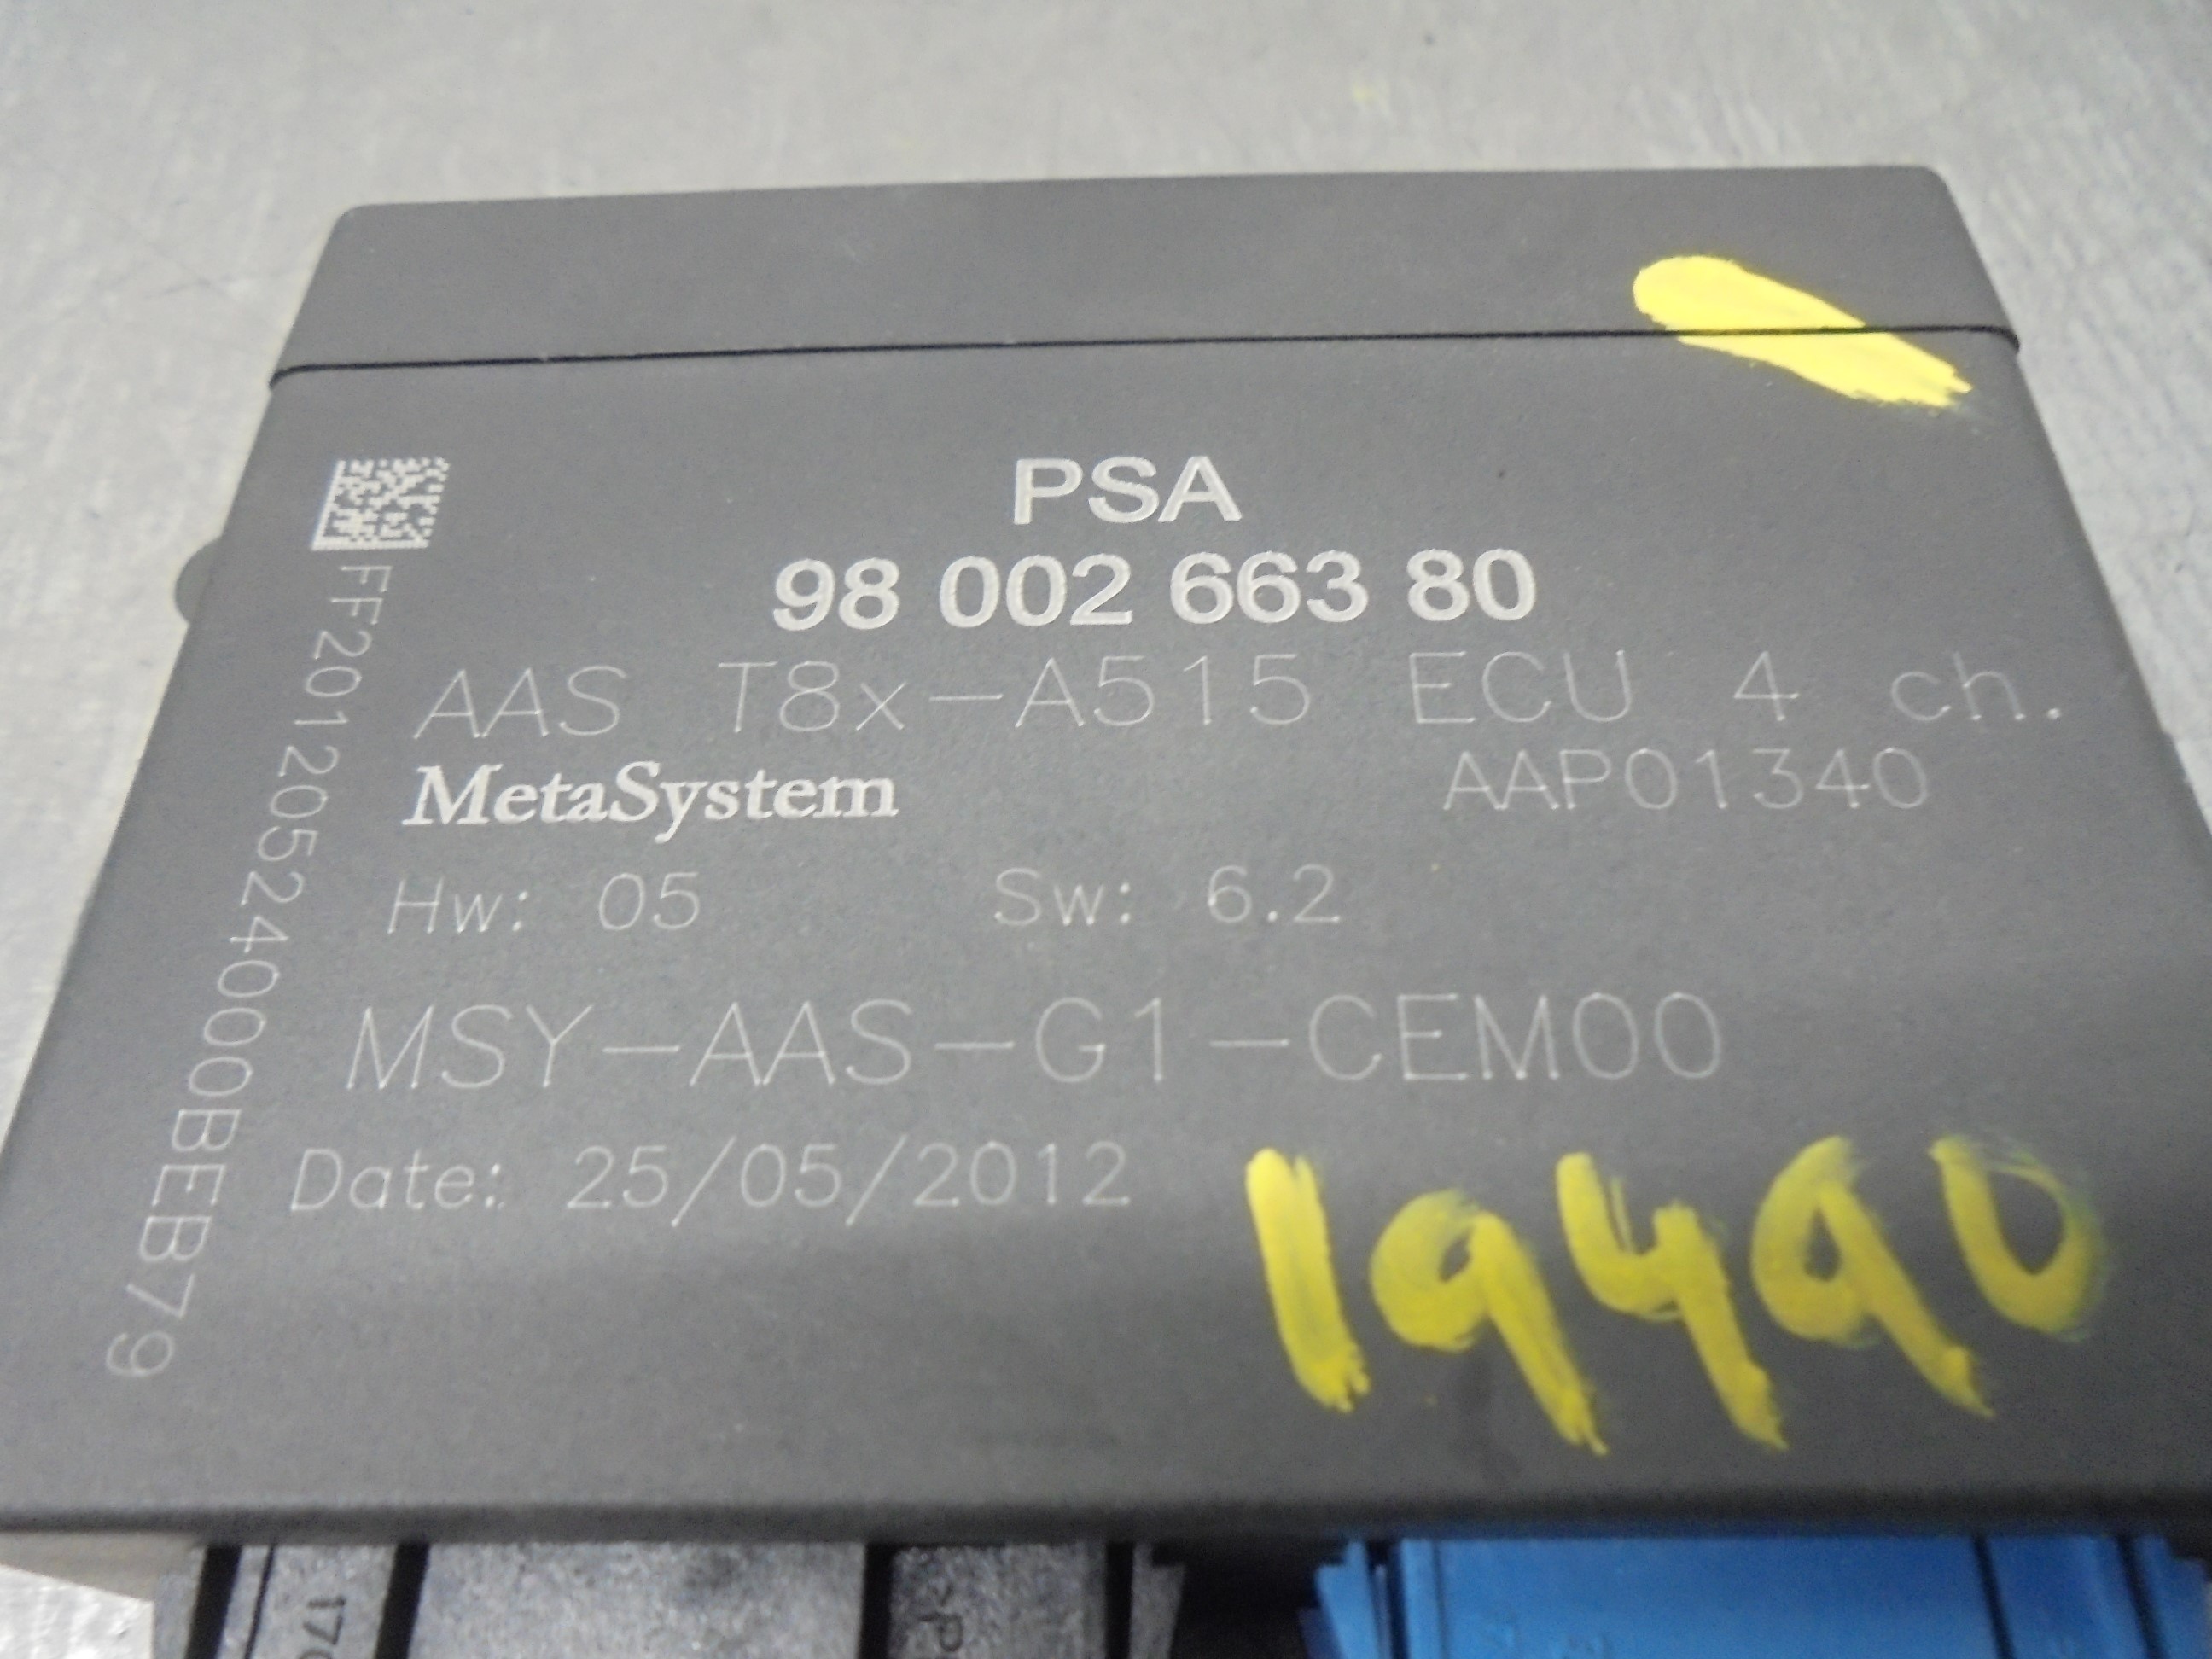 PSA
98 002 663 80
AAS T8x-A515 ECU 4 ch.
MetaSystem AAP01340
Hw: 05 Sw: 6.2
MSY-AAS-G1-CEM00
Date: 25/05/2012
FF20120524000BEB79
19490